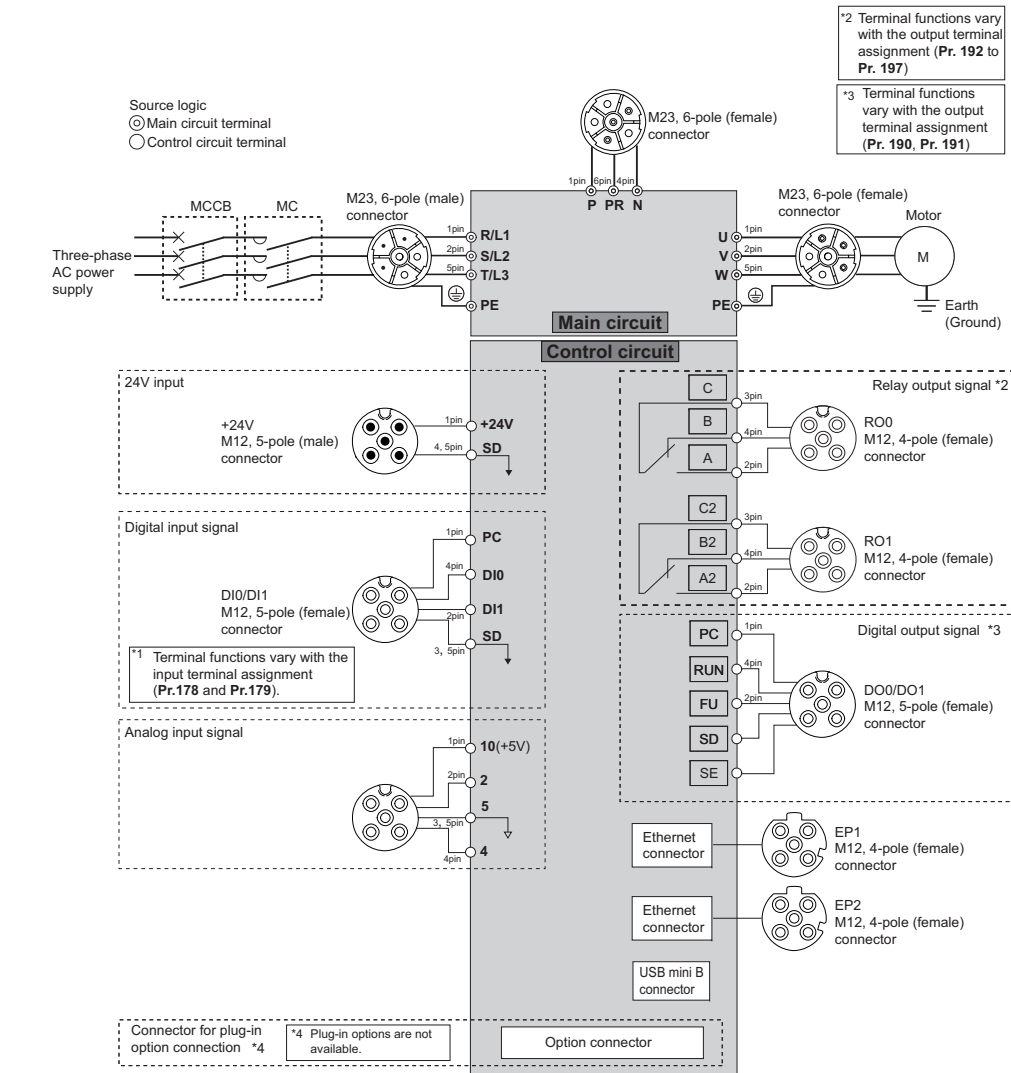 *2 Terminal functions vary
with the output terminal
assignment (Pr. 192 to
Pr. 197)
*3 Terminal functions
vary with the output
terminal assignment
(Pr. 190, Pr. 191)
Source logic
Main circuit terminal
Control circuit terminal
M23, 6-pole (female)
connector
1pin 6pin 4pin
P PR N
MCCB
MC
M23, 6-pole (male)
connector
Three-phase
AC power
supply
1pin R/L1
2pin S/L2
5pin T/L3
PE
M23, 6-pole (female)
connector
Motor
U 1pin
V 2pin
W 5pin
PE
M
Earth
(Ground)
Main circuit
Control circuit
24V input
+24V
M12, 5-pole (male)
connector
1pin +24V
4, 5pin SD
Digital input signal
DI0/DI1
M12, 5-pole (female)
connector
1pin PC
4pin DI0
2pin DI1
3, 5pin SD
*1 Terminal functions vary with the
input terminal assignment
(Pr.178 and Pr.179).
Analog input signal
1pin 10(+5V)
2pin 2
3, 5pin 5
4pin 4
Relay output signal *2
C 3pin
B 4pin
A 2pin
RO0
M12, 4-pole (female)
connector
C2 3pin
B2 4pin
A2 2pin
RO1
M12, 4-pole (female)
connector
Digital output signal *3
PC 1pin
RUN 4pin
FU 2pin
SD
SE
DO0/DO1
M12, 5-pole (female)
connector
Ethernet
connector
EP1
M12, 4-pole (female)
connector
Ethernet
connector
EP2
M12, 4-pole (female)
connector
USB mini B
connector
Connector for plug-in
option connection *4
*4 Plug-in options are not
available.
Option connector